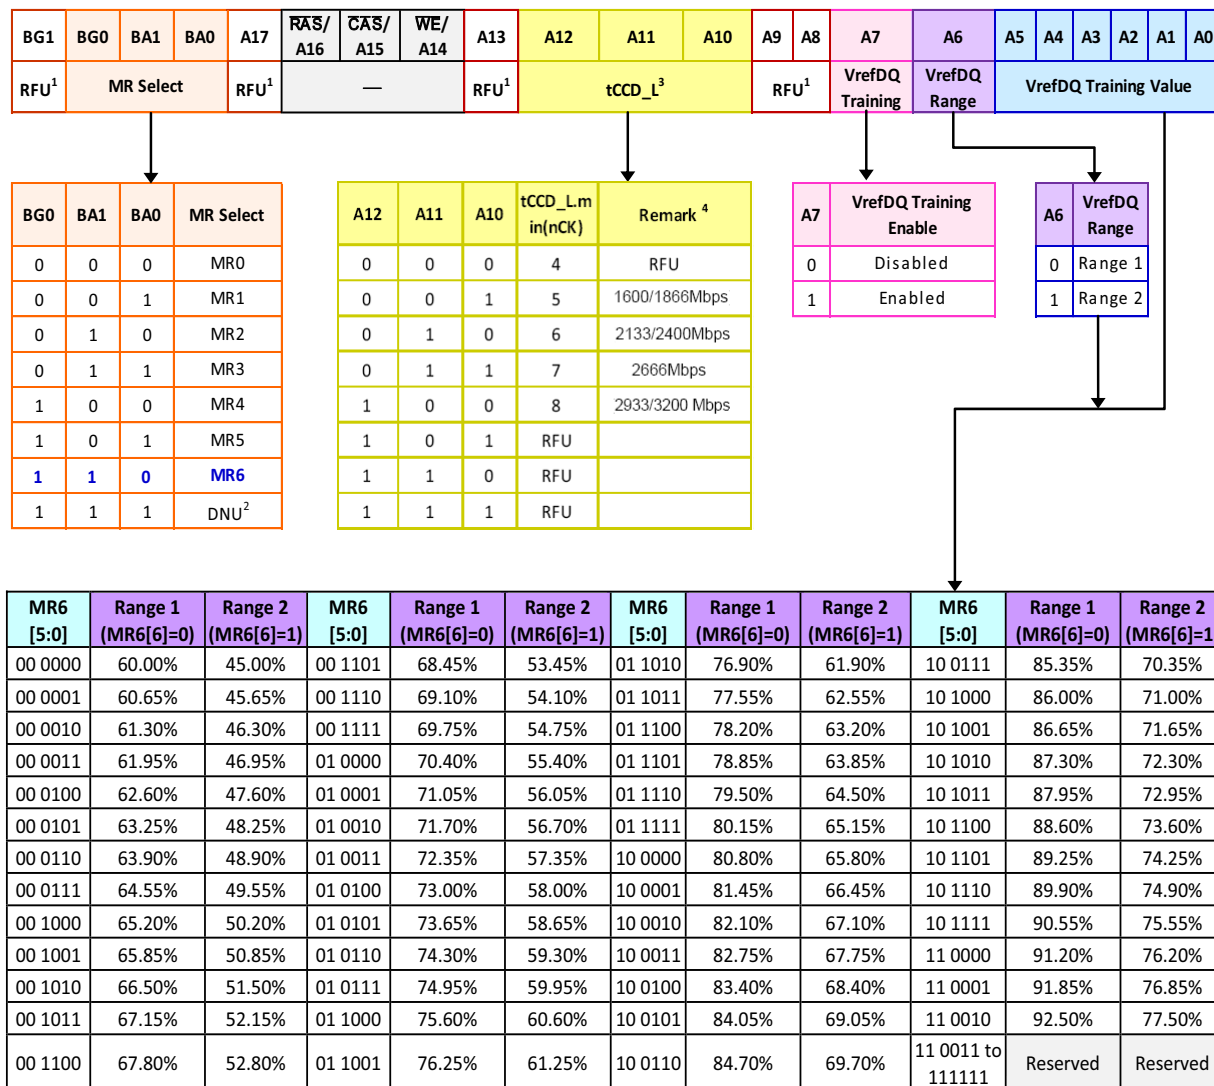 BG1 BG0 BA1 BA0 A17 RAS/ A16 CAS/ A15 WE/ A14 A13 A12 A11 A10 A9 A8 A7 A6 A5 A4 A3 A2 A1 A0
RFU1 MR Select RFU1 — RFU1 tCCD_L3 RFU1 VrefDQ Training VrefDQ Range VrefDQ Training Value
BG0 BA1 BA0 MR Select
0 0 0 MR0
0 0 1 MR1
0 1 0 MR2
0 1 1 MR3
1 0 0 MR4
1 0 1 MR5
1 1 0 MR6
1 1 1 DNU2
A12 A11 A10 tCCD_L.min(nCK) Remark 4
0 0 0 4 RFU
0 0 1 5 1600/1866Mbps
0 1 0 6 2133/2400Mbps
0 1 1 7 2666Mbps
1 0 0 8 2933/3200 Mbps
1 0 1 RFU
1 1 0 RFU
1 1 1 RFU
A7 VrefDQ Training Enable
0 Disabled
1 Enabled
A6 VrefDQ Range
0 Range 1
1 Range 2
MR6 [5:0] Range 1 (MR6[6]=0) Range 2 (MR6[6]=1) MR6 [5:0] Range 1 (MR6[6]=0) Range 2 (MR6[6]=1) MR6 [5:0] Range 1 (MR6[6]=0) Range 2 (MR6[6]=1) MR6 [5:0] Range 1 (MR6[6]=0) Range 2 (MR6[6]=1
00 0000 60.00% 45.00% 00 1101 68.45% 53.45% 01 1010 76.90% 61.90% 10 0111 85.35% 70.35%
00 0001 60.65% 45.65% 00 1110 69.10% 54.10% 01 1011 77.55% 62.55% 10 1000 86.00% 71.00%
00 0010 61.30% 46.30% 00 1111 69.75% 54.75% 01 1100 78.20% 63.20% 10 1001 86.65% 71.65%
00 0011 61.95% 46.95% 01 0000 70.40% 55.40% 01 1101 78.85% 63.85% 10 1010 87.30% 72.30%
00 0100 62.60% 47.60% 01 0001 71.05% 56.05% 01 1110 79.50% 64.50% 10 1011 87.95% 72.95%
00 0101 63.25% 48.25% 01 0010 71.70% 56.70% 01 1111 80.15% 65.15% 10 1100 88.60% 73.60%
00 0110 63.90% 48.90% 01 0011 72.35% 57.35% 10 0000 80.80% 65.80% 10 1101 89.25% 74.25%
00 0111 64.55% 49.55% 01 0100 73.00% 58.00% 10 0001 81.45% 66.45% 10 1110 89.90% 74.90%
00 1000 65.20% 50.20% 01 0101 73.65% 58.65% 10 0010 82.10% 67.10% 10 1111 90.55% 75.55%
00 1001 65.85% 50.85% 01 0110 74.30% 59.30% 10 0011 82.75% 67.75% 11 0000 91.20% 76.20%
00 1010 66.50% 51.50% 01 0111 74.95% 59.95% 10 0100 83.40% 68.40% 11 0001 91.85% 76.85%
00 1011 67.15% 52.15% 01 1000 75.60% 60.60% 10 0101 84.05% 69.05% 11 0010 92.50% 77.50%
00 1100 67.80% 52.80% 01 1001 76.25% 61.25% 10 0110 84.70% 69.70% 11 0011 to 111111 Reserved Reserved